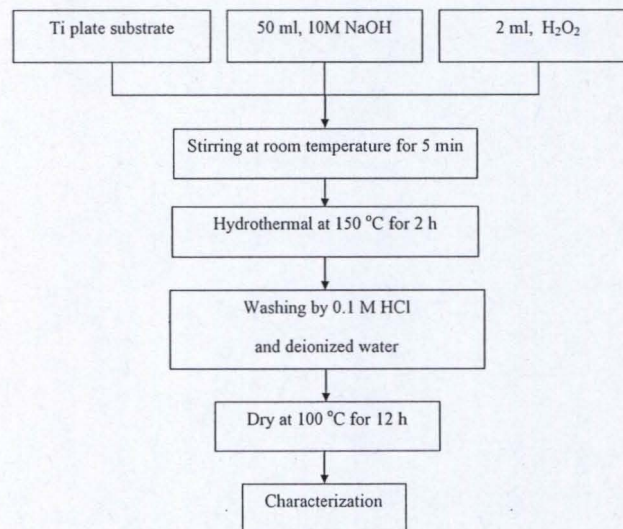 Ti plate substrate
50 ml, 10M NaOH
2 ml, H₂O₂
Stirring at room temperature for 5 min
Hydrothermal at 150 °C for 2 h
Washing by 0.1 M HCl
and deionized water
Dry at 100 °C for 12 h
Characterization